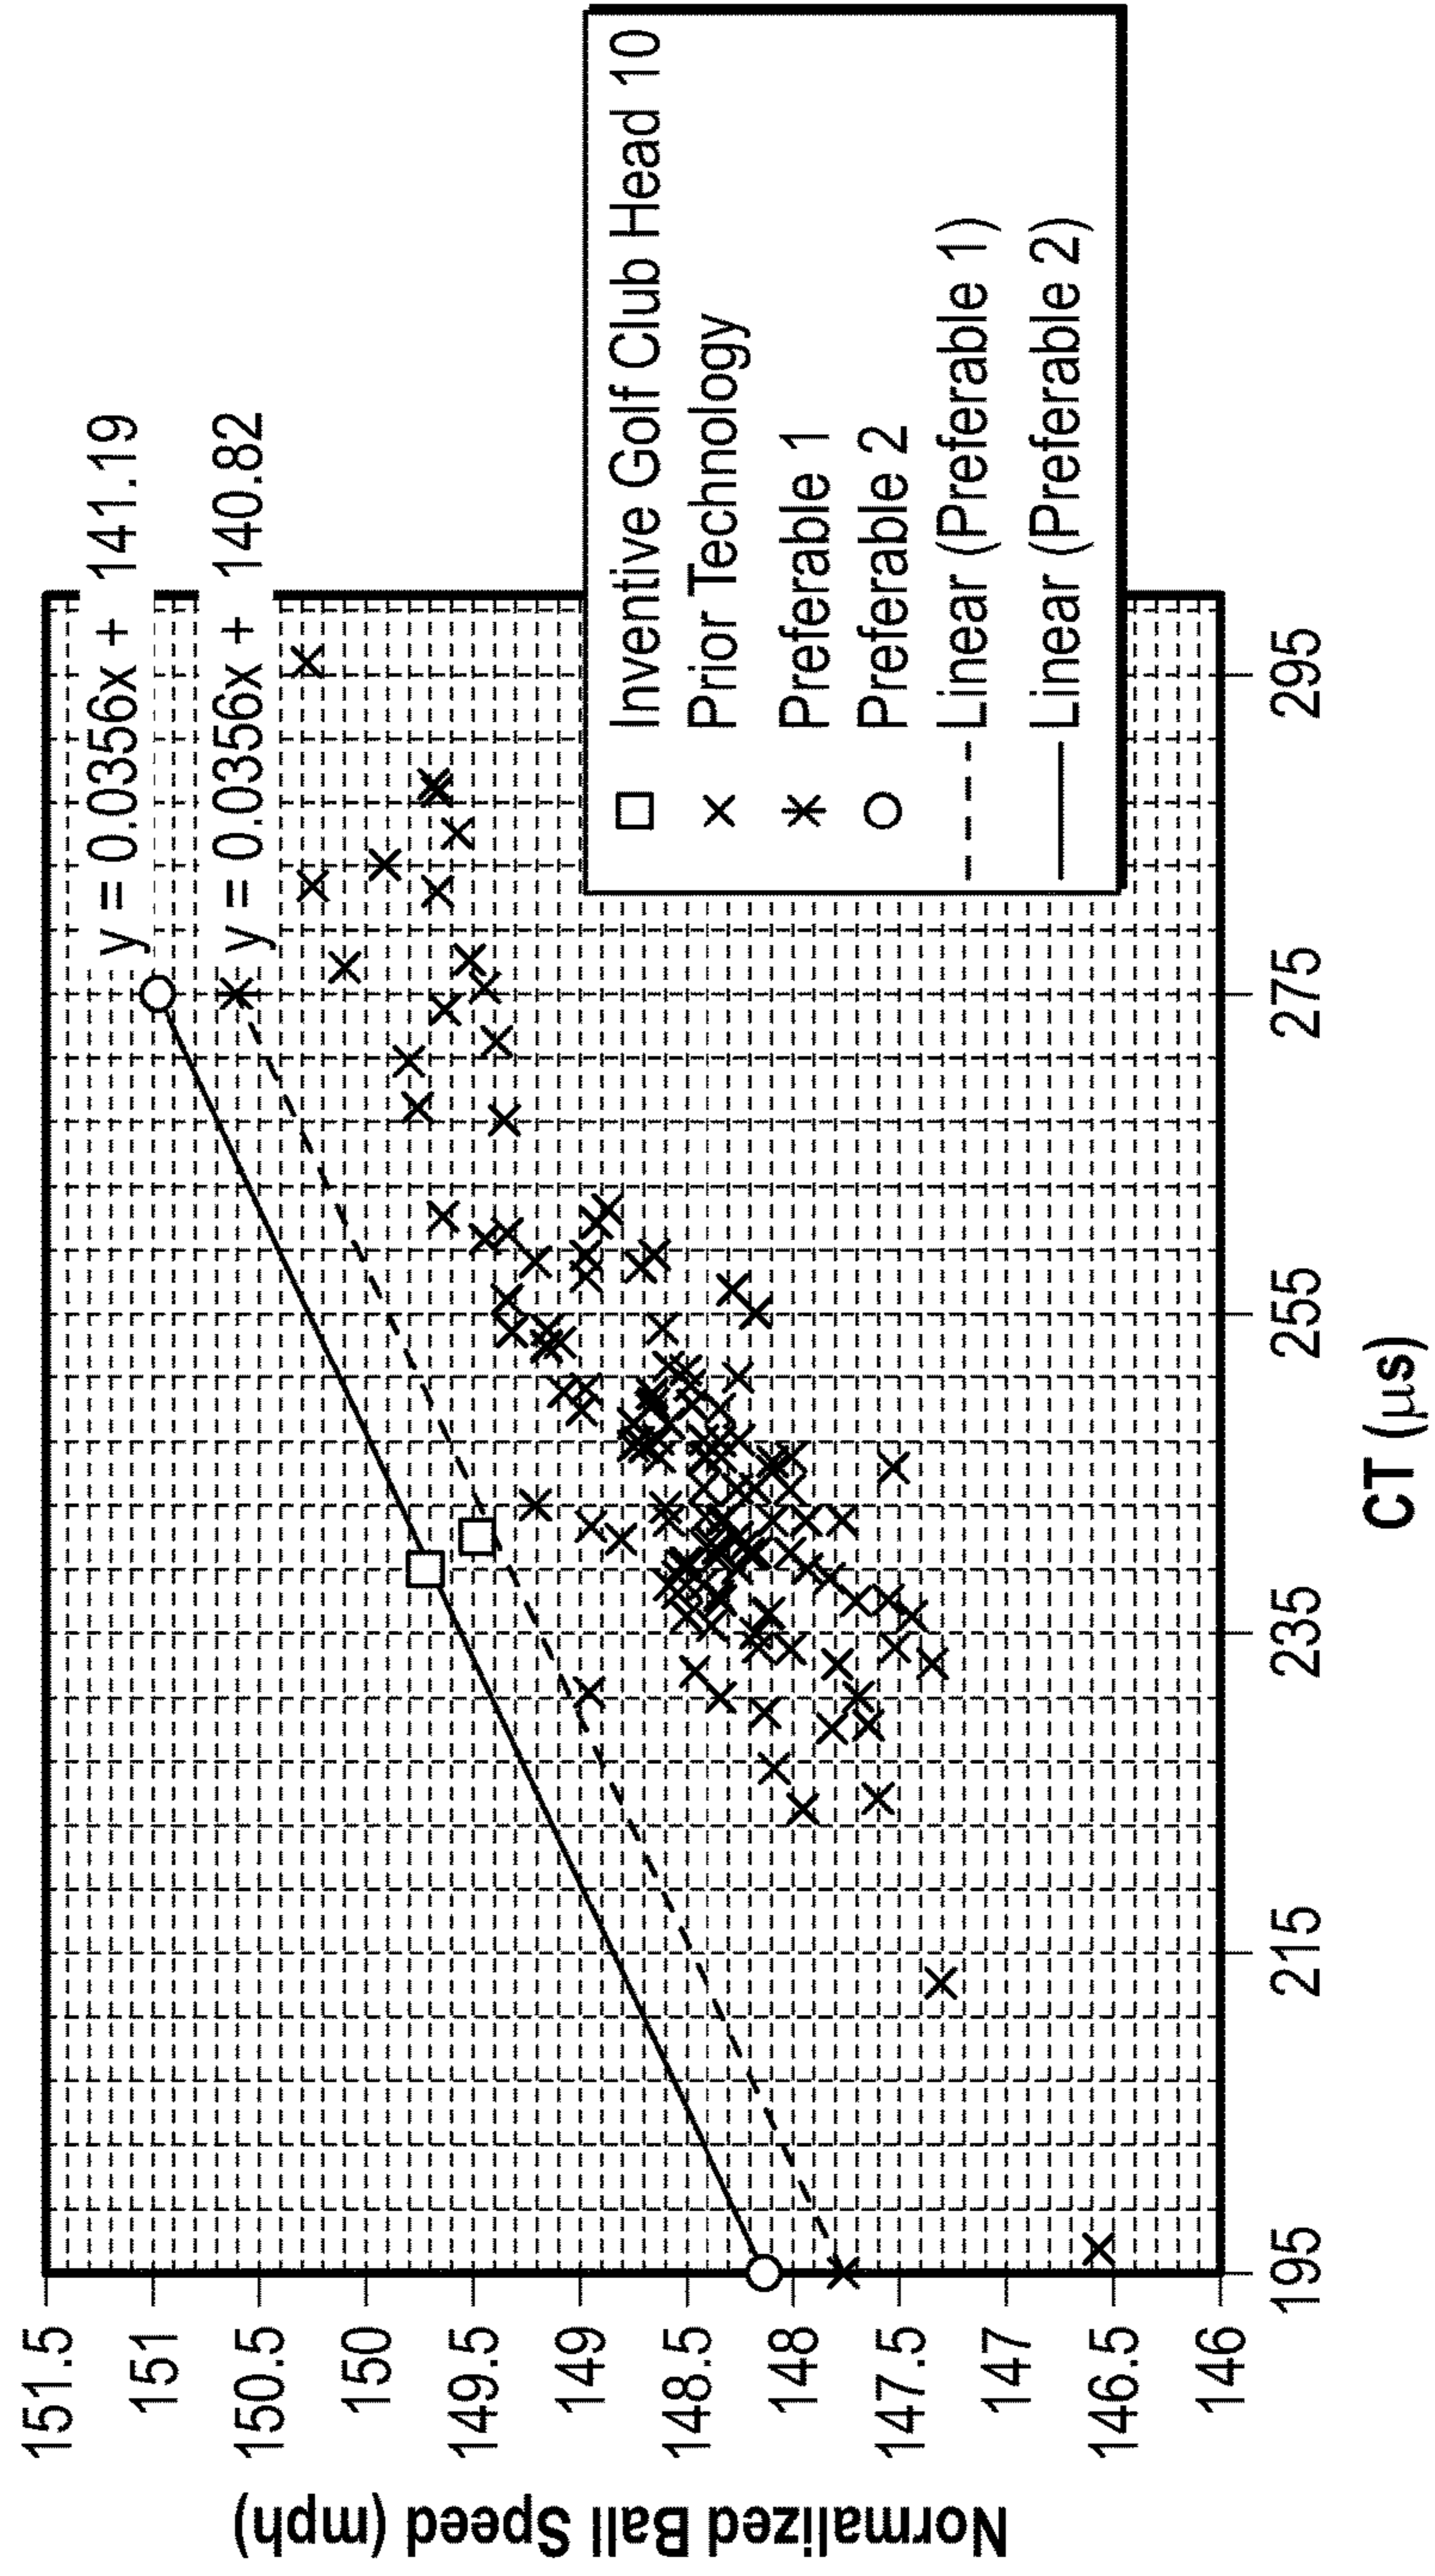 y = 0.0356x + 141.19
y = 0.0356x + 140.82
151.5
151
150.5
150
149.5
149
148.5
148
147.5
147
146.5
146
Normalized Ball Speed (mph)
195
215
235
255
275
295
CT (µs)
Inventive Golf Club Head 10
Prior Technology
Preferable 1
Preferable 2
Linear (Preferable 1)
Linear (Preferable 2)